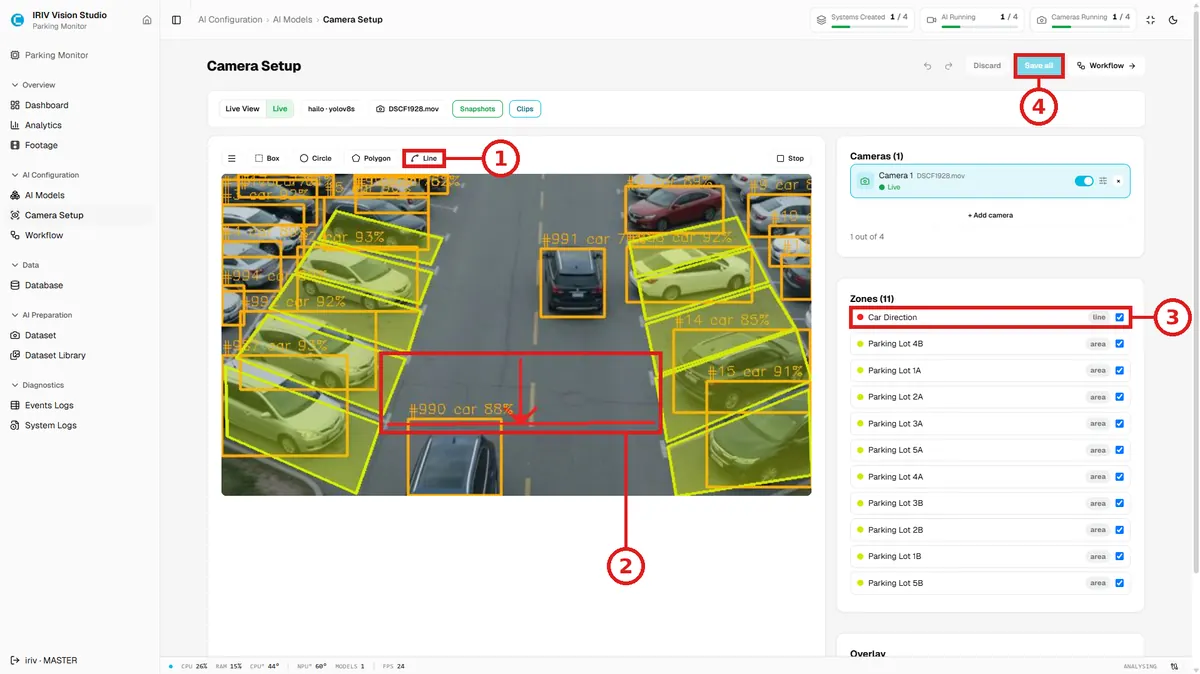 IRIV Vision Studio
Parking Monitor
AI Configuration › AI Models › Camera Setup
Systems Created 1 / 4
AI Running 1 / 4
Cameras Running 1 / 4
Parking Monitor
Overview
Dashboard
Analytics
Footage
AI Configuration
AI Models
Camera Setup
Workflow
Data
Database
AI Preparation
Dataset
Dataset Library
Diagnostics
Events Logs
System Logs
iriv · MASTER
Camera Setup
Discard
Save all
Workflow →
4
Live View Live hailo · yolov8s DSCF1928.mov Snapshots Clips
Box Circle Polygon Line
1
Stop
car 93%
#991 car
92%
car 92%
#14 car 85%
#15 car 91%
#990 car 88%
2
Cameras (1)
Camera 1 DSCF1928.mov
Live
+ Add camera
1 out of 4
Zones (11)
Car Direction line
3
Parking Lot 4B area
Parking Lot 1A area
Parking Lot 2A area
Parking Lot 3A area
Parking Lot 5A area
Parking Lot 4A area
Parking Lot 3B area
Parking Lot 2B area
Parking Lot 1B area
Parking Lot 5B area
Overlay
CPU 26% RAM 15% CPU° 44° NPU° 60° MODELS 1 FPS 24
ANALYSING